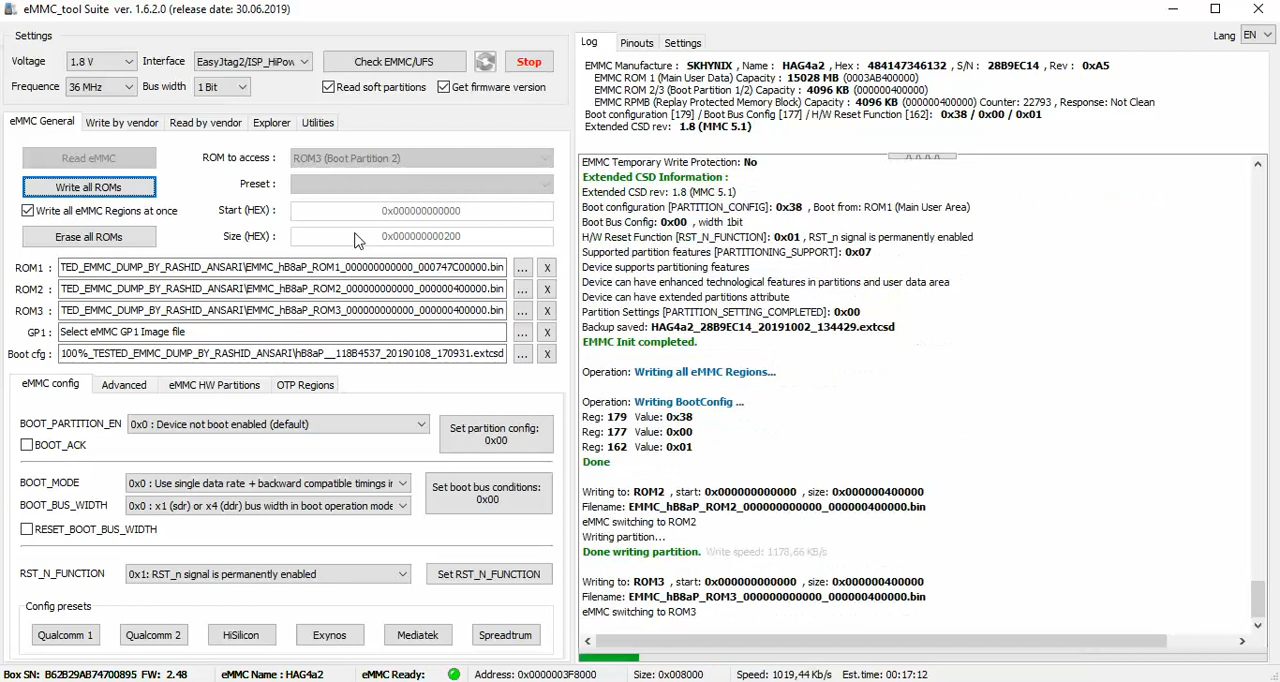 eMMC_tool Suite ver. 1.6.2.0 (release date: 30.06.2019)
Settings
Voltage 1.8 V Interface EasyJtag2/ISP_HiPow Check EMMC/UFS Stop
Frequence 36 MHz Bus width 1 Bit Read soft partitions Get firmware version
eMMC General Write by vendor Read by vendor Explorer Utilities
Read eMMC ROM to access : ROM3 (Boot Partition 2)
Write all ROMs Preset :
Write all eMMC Regions at once Start (HEX) : 0x000000000000
Erase all ROMs Size (HEX) : 0x000000000200
ROM1 : TED_EMMC_DUMP_BY_RASHID_ANSARI\EMMC_hB8aP_ROM1_000000000000_000747C00000.bin ... X
ROM2 : TED_EMMC_DUMP_BY_RASHID_ANSARI\EMMC_hB8aP_ROM2_000000000000_000000400000.bin ... X
ROM3 : TED_EMMC_DUMP_BY_RASHID_ANSARI\EMMC_hB8aP_ROM3_000000000000_000000400000.bin ... X
GP1 : Select eMMC GP1 Image file ... X
Boot cfg : 100%_TESTED_EMMC_DUMP_BY_RASHID_ANSARI\hB8aP__118B4537_20190108_170931.extcsd ... X
eMMC config Advanced eMMC HW Partitions OTP Regions
BOOT_PARTITION_EN 0x0 : Device not boot enabled (default) Set partition config: 0x00
BOOT_ACK
BOOT_MODE 0x0 : Use single data rate + backward compatible timings in Set boot bus conditions: 0x00
BOOT_BUS_WIDTH 0x0 : x1 (sdr) or x4 (ddr) bus width in boot operation mode
RESET_BOOT_BUS_WIDTH
RST_N_FUNCTION 0x1: RST_n signal is permanently enabled Set RST_N_FUNCTION
Config presets
Qualcomm 1 Qualcomm 2 HiSilicon Exynos Mediatek Spreadtrum
Log Pinouts Settings Lang EN
EMMC Manufacture : SKHYNIX , Name : HAG4a2 , Hex : 484147346132 , S/N : 28B9EC14 , Rev : 0xA5
EMMC ROM 1 (Main User Data) Capacity : 15028 MB (0003AB400000)
EMMC ROM 2/3 (Boot Partition 1/2) Capacity : 4096 KB (000000400000)
EMMC RPMB (Replay Protected Memory Block) Capacity : 4096 KB (000000400000) Counter: 22793 , Response: Not Clean
Boot configuration [179] / Boot Bus Config [177] / H/W Reset Function [162]: 0x38 / 0x00 / 0x01
Extended CSD rev: 1.8 (MMC 5.1)
EMMC Temporary Write Protection: No
Extended CSD Information :
Extended CSD rev: 1.8 (MMC 5.1)
Boot configuration [PARTITION_CONFIG]: 0x38 , Boot from: ROM1 (Main User Area)
Boot Bus Config: 0x00 , width 1bit
H/W Reset Function [RST_N_FUNCTION]: 0x01 , RST_n signal is permanently enabled
Supported partition features [PARTITIONING_SUPPORT]: 0x07
Device supports partitioning features
Device can have enhanced technological features in partitions and user data area
Device can have extended partitions attribute
Partition Settings [PARTITION_SETTING_COMPLETED]: 0x00
Backup saved: HAG4a2_28B9EC14_20191002_134429.extcsd
EMMC Init completed.
Operation: Writing all eMMC Regions...
Operation: Writing BootConfig ...
Reg: 179 Value: 0x38
Reg: 177 Value: 0x00
Reg: 162 Value: 0x01
Done
Writing to: ROM2 , start: 0x000000000000 , size: 0x000000400000
Filename: EMMC_hB8aP_ROM2_000000000000_000000400000.bin
eMMC switching to ROM2
Writing partition...
Done writing partition. Write speed: 1178,66 KB/s
Writing to: ROM3 , start: 0x000000000000 , size: 0x000000400000
Filename: EMMC_hB8aP_ROM3_000000000000_000000400000.bin
eMMC switching to ROM3
Box SN: B62B29AB74700895 FW: 2.48 eMMC Name : HAG4a2 eMMC Ready: Address: 0x0000003F8000 Size: 0x008000 Speed: 1019,44 Kb/s Est.time: 00:17:12